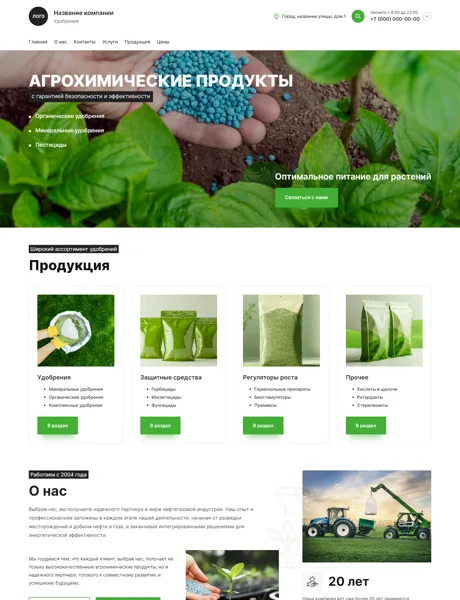 лого
Название компании
Удобрения
Город, название улицы, дом 1
Звоните с 8:00 до 22:00
+7 (000) 000-00-00
Главная О нас Контакты Услуги Продукция Цены
АГРОХИМИЧЕСКИЕ ПРОДУКТЫ
с гарантией безопасности и эффективности
Органические удобрения
Минеральные удобрения
Пестициды
Оптимальное питание для растений
Связаться с нами
Широкий ассортимент удобрений
Продукция
Удобрения
Минеральные удобрения
Органические удобрения
Комплексные удобрения
В раздел
Защитные средства
Гербициды
Инсектициды
Фунгициды
В раздел
Регуляторы роста
Гормональные препараты
Биостимуляторы
Премиксы
В раздел
Прочее
Кислоты и щелочи
Ретарданты
Стерилизанты
В раздел
Работаем с 2004 года
О нас
Выбрав нас, вы получаете надежного партнера в мире нефтегазовой индустрии. Наш опыт и
профессионализм заложены в каждом этапе нашей деятельности, начиная от разведки
месторождений и добычи нефти и газа, и заканчивая интегрированными решениями для
энергетической эффективности.
Мы гордимся тем, что каждый клиент, выбрав нас, получает не
только высококачественные агрохимические продукты, но и
надежного партнера, готового к совместному развитию и
успешному будущему.
20 лет
Наша компания вот уже более 20 лет занимается